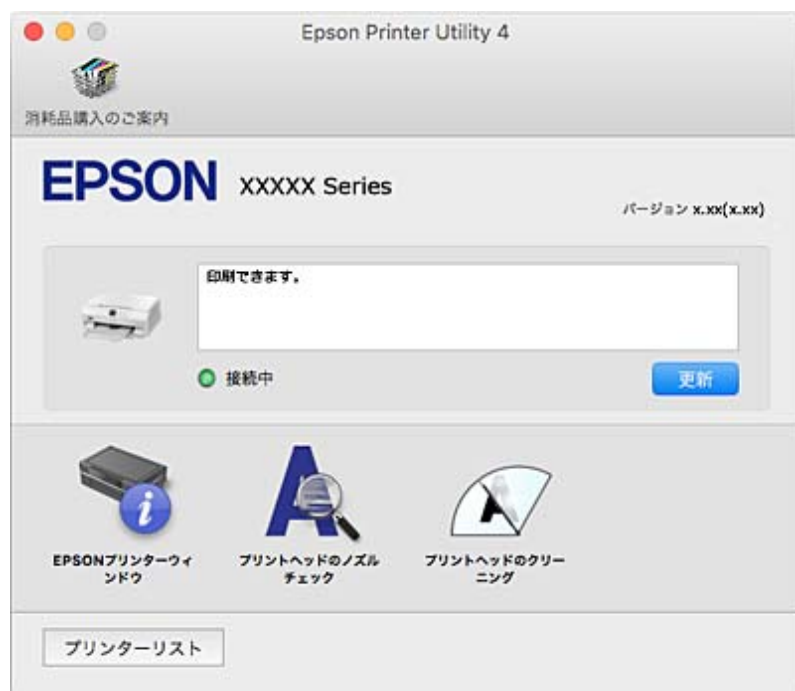 Epson Printer Utility 4
消耗品購入のご案内
EPSON XXXXX Series
バージョン x.xx(x.xx)
印刷できます。
接続中
更新
EPSONプリンターウィ
ンドウ
プリントヘッドのノズル
チェック
プリントヘッドのクリー
ニング
プリンターリスト